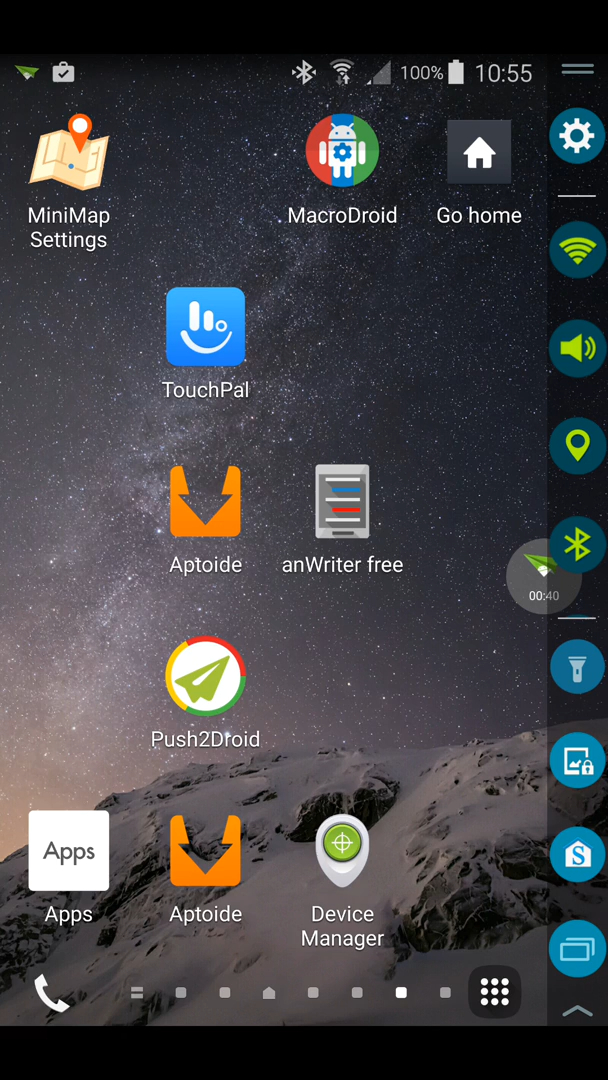 100% 10:55
MiniMap
Settings
MacroDroid
Go home
TouchPal
Aptoide
anWriter free
00:40
Push2Droid
Apps
S
Apps
Aptoide
Device
Manager